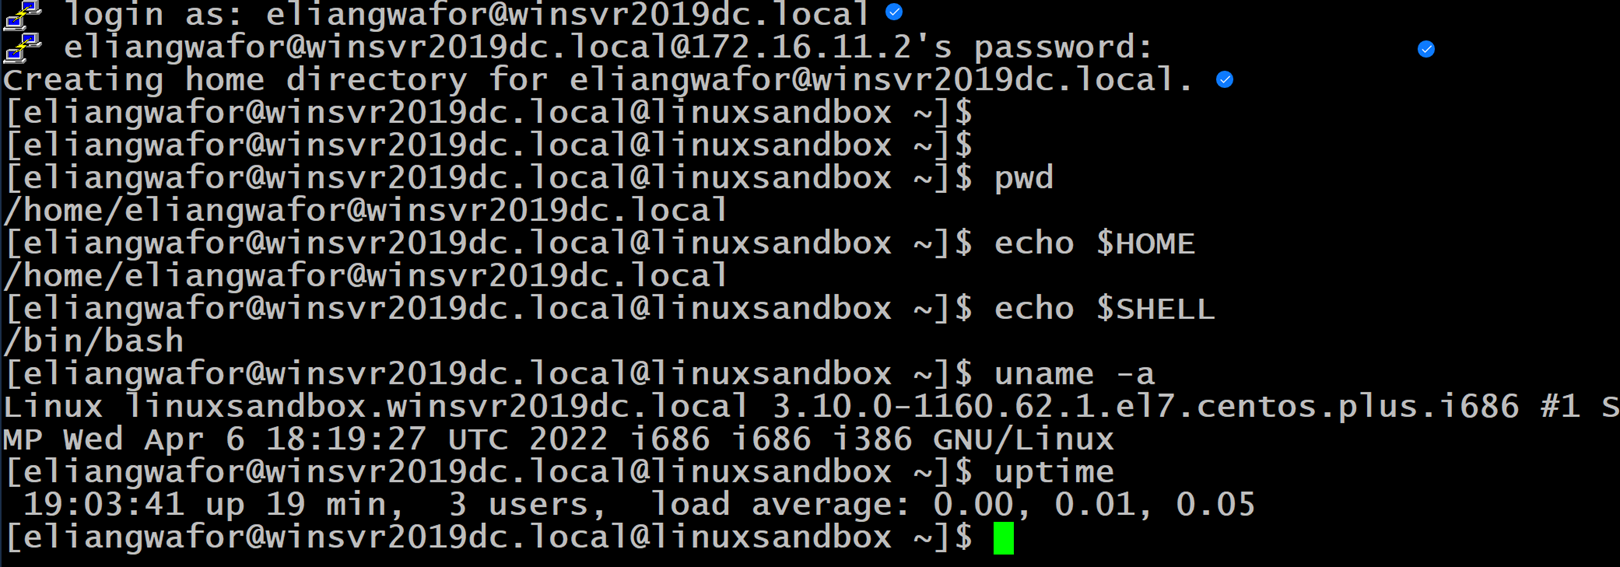 login as: eliangwafor@winsvr2019dc.local
eliangwafor@winsvr2019dc.local@172.16.11.2's password:
Creating home directory for eliangwafor@winsvr2019dc.local.
[eliangwafor@winsvr2019dc.local@linuxsandbox ~]$
[eliangwafor@winsvr2019dc.local@linuxsandbox ~]$
[eliangwafor@winsvr2019dc.local@linuxsandbox ~]$ pwd
/home/eliangwafor@winsvr2019dc.local
[eliangwafor@winsvr2019dc.local@linuxsandbox ~]$ echo $HOME
/home/eliangwafor@winsvr2019dc.local
[eliangwafor@winsvr2019dc.local@linuxsandbox ~]$ echo $SHELL
/bin/bash
[eliangwafor@winsvr2019dc.local@linuxsandbox ~]$ uname -a
Linux linuxsandbox.winsvr2019dc.local 3.10.0-1160.62.1.el7.centos.plus.i686 #1 S
MP Wed Apr 6 18:19:27 UTC 2022 i686 i686 i386 GNU/Linux
[eliangwafor@winsvr2019dc.local@linuxsandbox ~]$ uptime
 19:03:41 up 19 min,  3 users,  load average: 0.00, 0.01, 0.05
[eliangwafor@winsvr2019dc.local@linuxsandbox ~]$